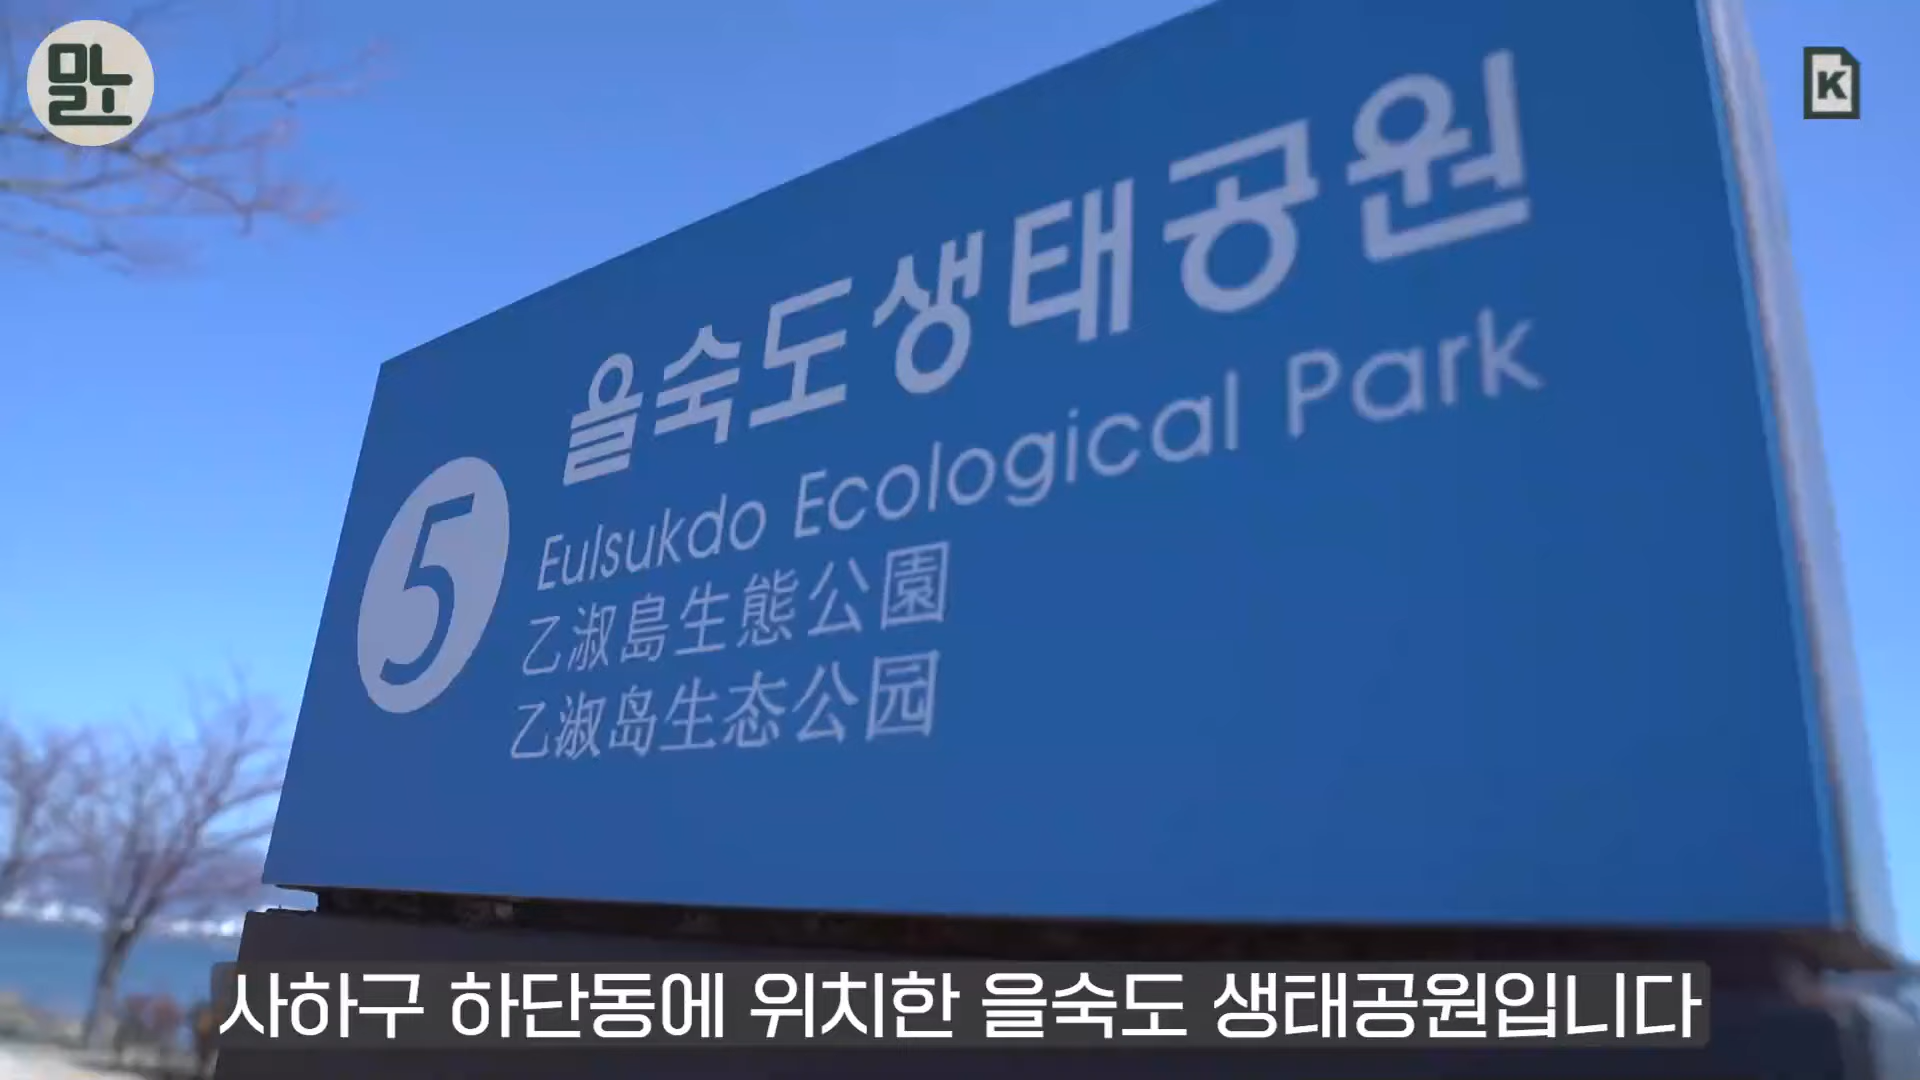 맑
K
을숙도생태공원
5
Eulsukdo Ecological Park
乙淑島生態公園
乙淑岛生态公园
사하구 하단동에 위치한 을숙도 생태공원입니다